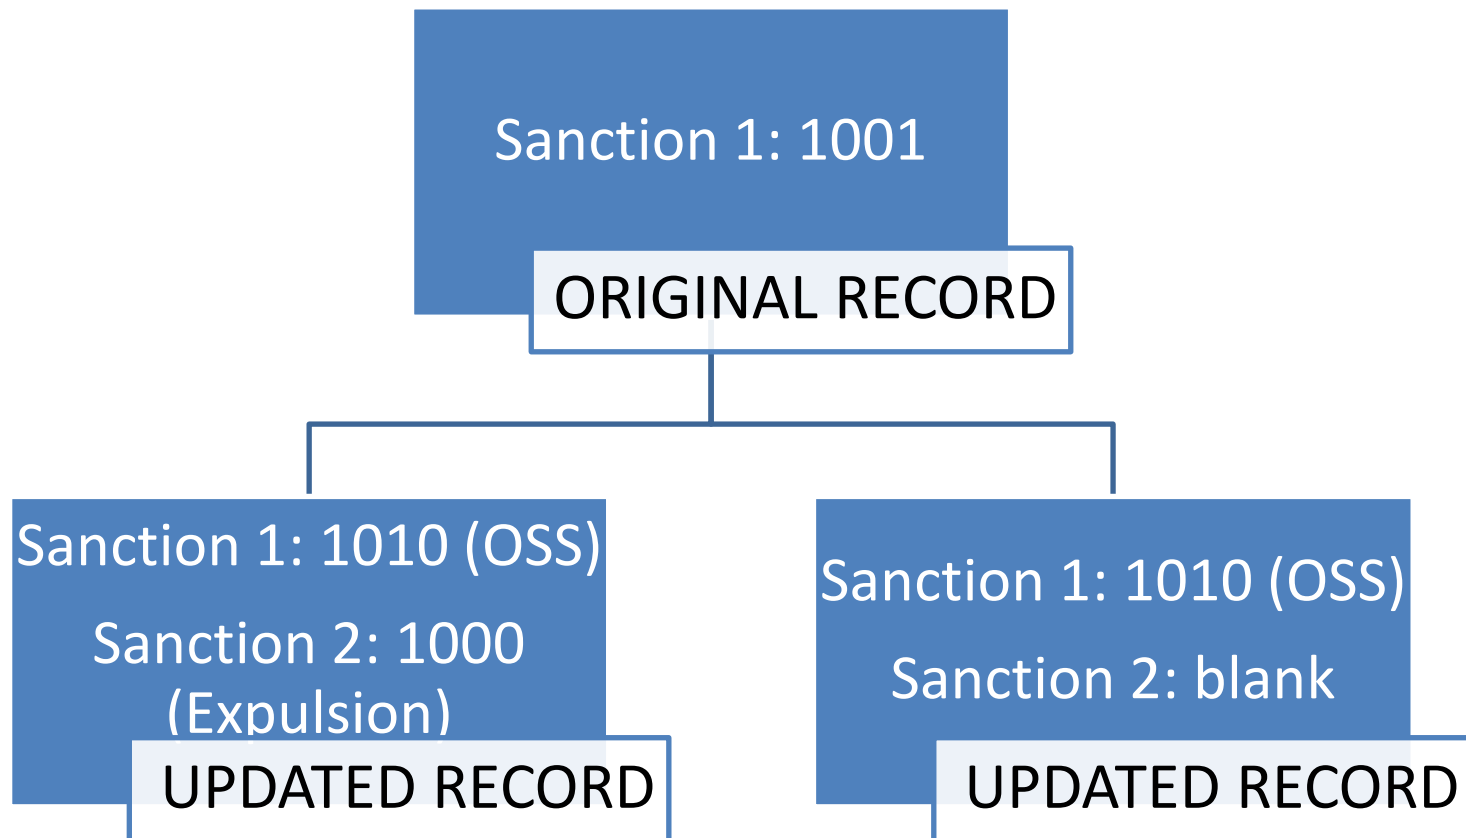 Sanction 1: 1001
ORIGINAL RECORD
Sanction 1: 1010 (OSS)
Sanction 2: 1000
(Expulsion)
UPDATED RECORD
Sanction 1: 1010 (OSS)
Sanction 2: blank
UPDATED RECORD